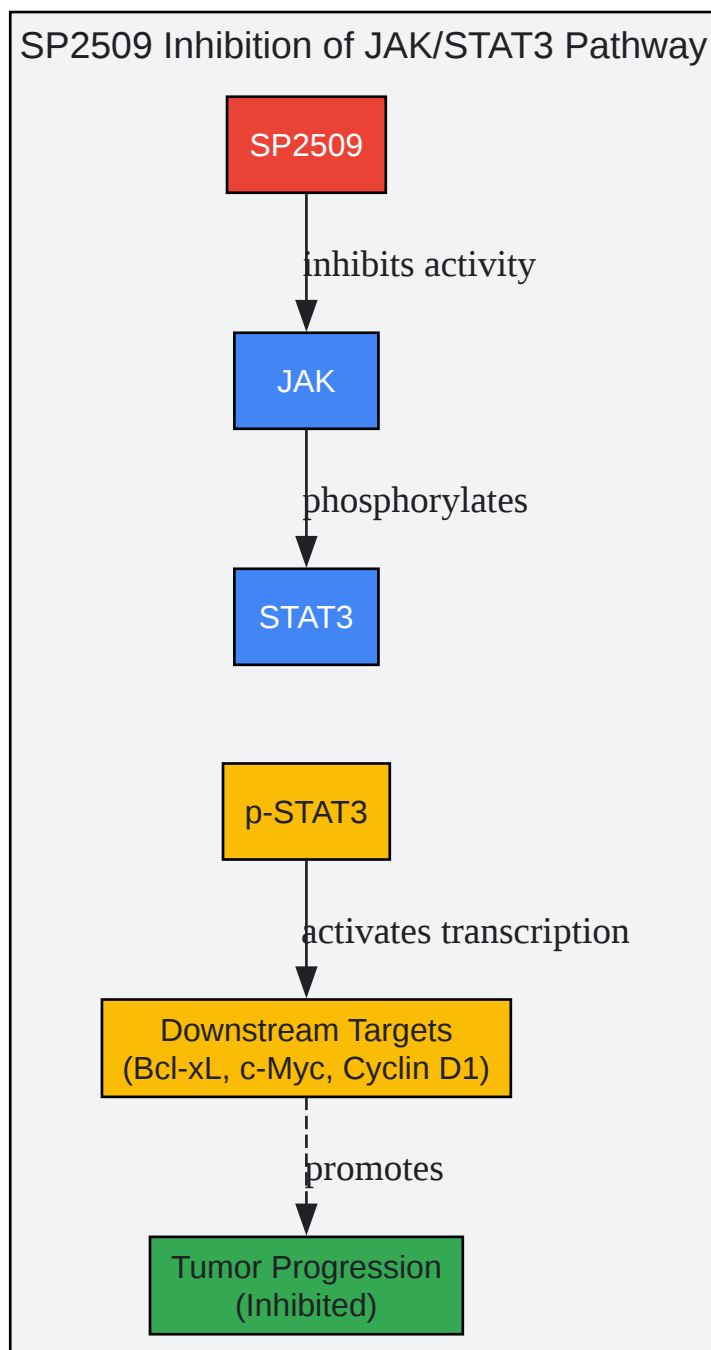 SP2509 Inhibition of JAK/STAT3 Pathway
SP2509
inhibits activity
JAK
phosphorylates
STAT3
p-STAT3
activates transcription
Downstream Targets
(Bcl-xL, c-Myc, Cyclin D1)
promotes
Tumor Progression
(Inhibited)